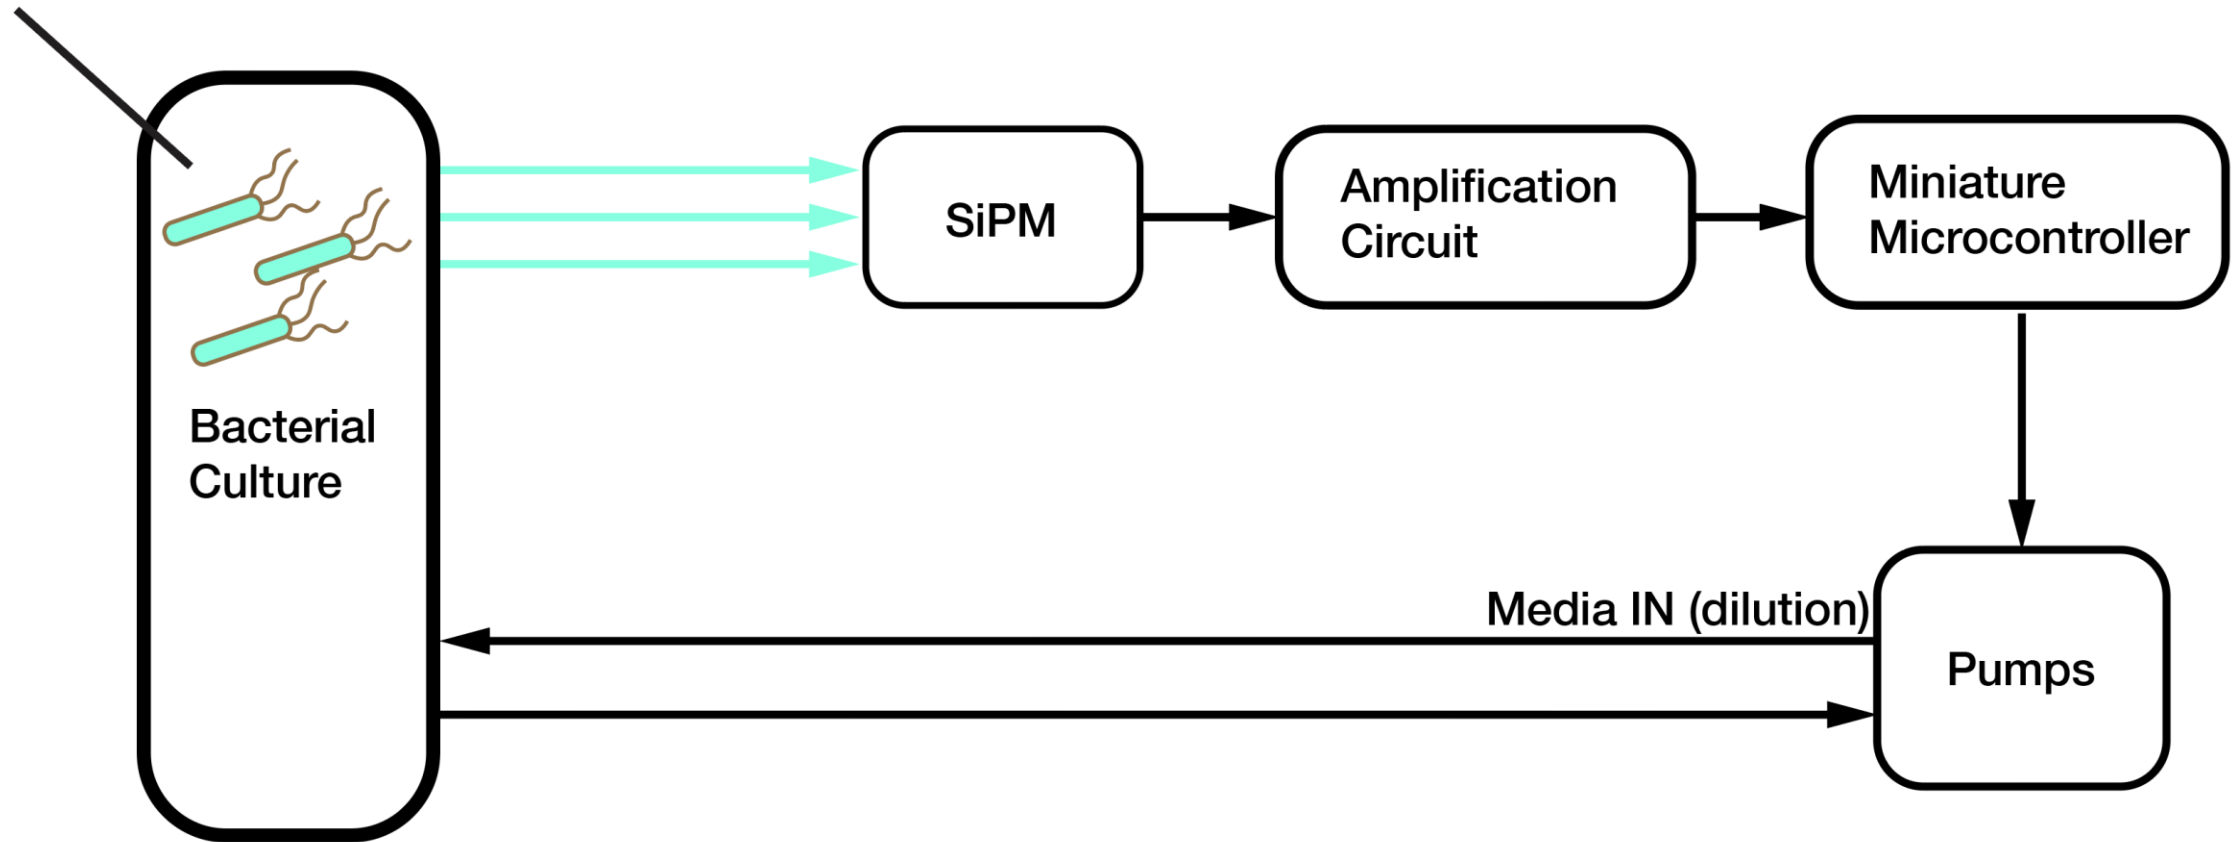 SiPM
Amplification
Circuit
Miniature
Microcontroller
Bacterial
Culture
Media IN (dilution)
Pumps